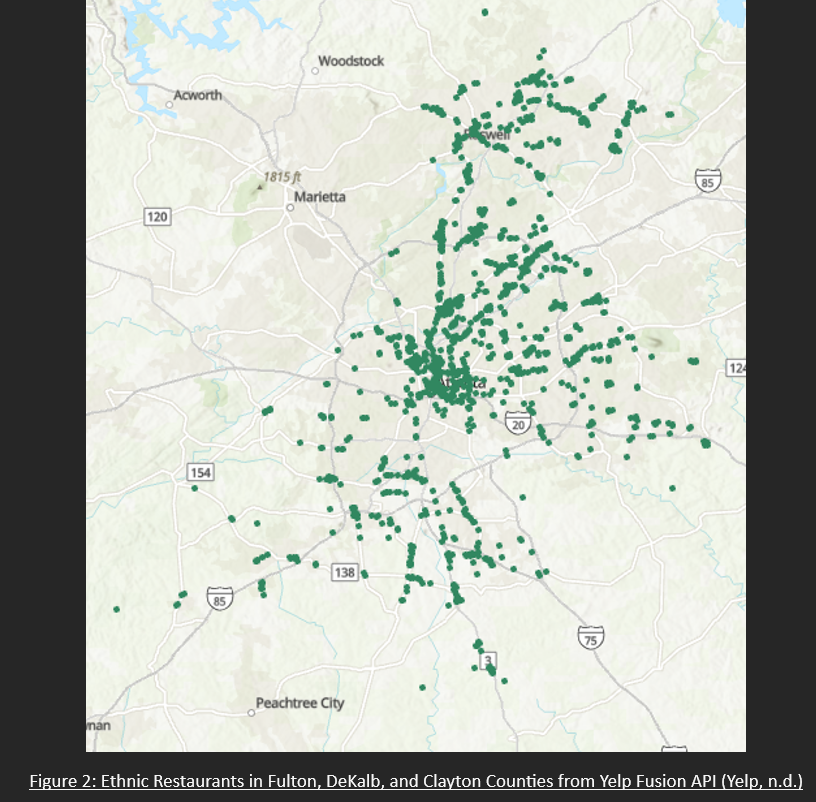 Woodstock
Acworth
Roswell
1815 ft
85
Marietta
120
Atlanta
124
20
154
138
85
75
3
Peachtree City
nan
Figure 2: Ethnic Restaurants in Fulton, DeKalb, and Clayton Counties from Yelp Fusion API (Yelp, n.d.)